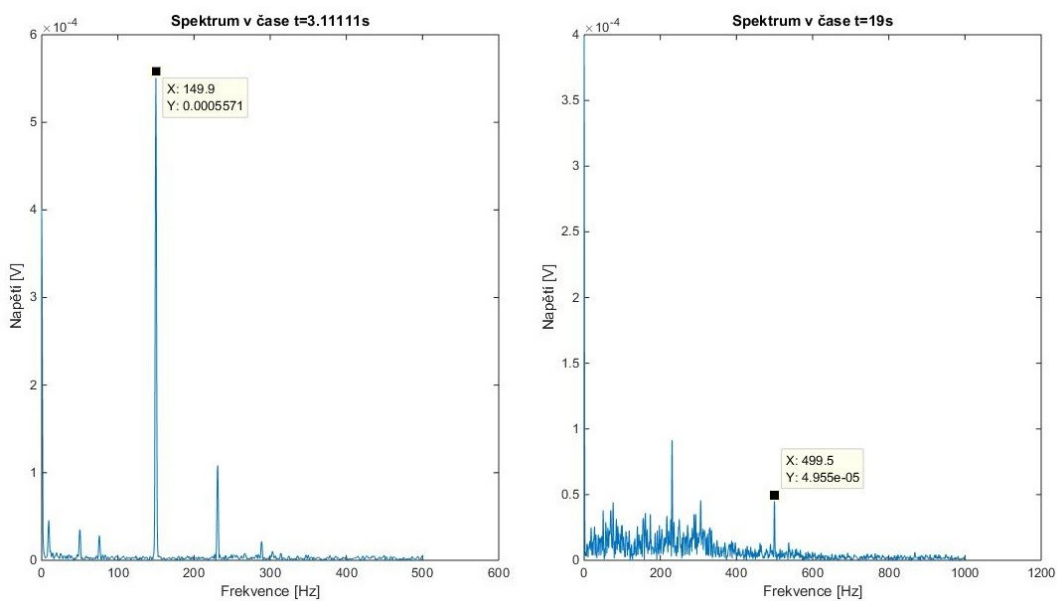 Spektrum v čase t=3.11111s
×10⁻⁴
6
5
4
3
2
1
0
Napětí [V]
X: 149.9
Y: 0.0005571
0 100 200 300 400 500 600
Frekvence [Hz]
Spektrum v čase t=19s
×10⁻⁴
4
3.5
3
2.5
2
1.5
1
0.5
0
Napětí [V]
X: 499.5
Y: 4.955e-05
0 200 400 600 800 1000 1200
Frekvence [Hz]